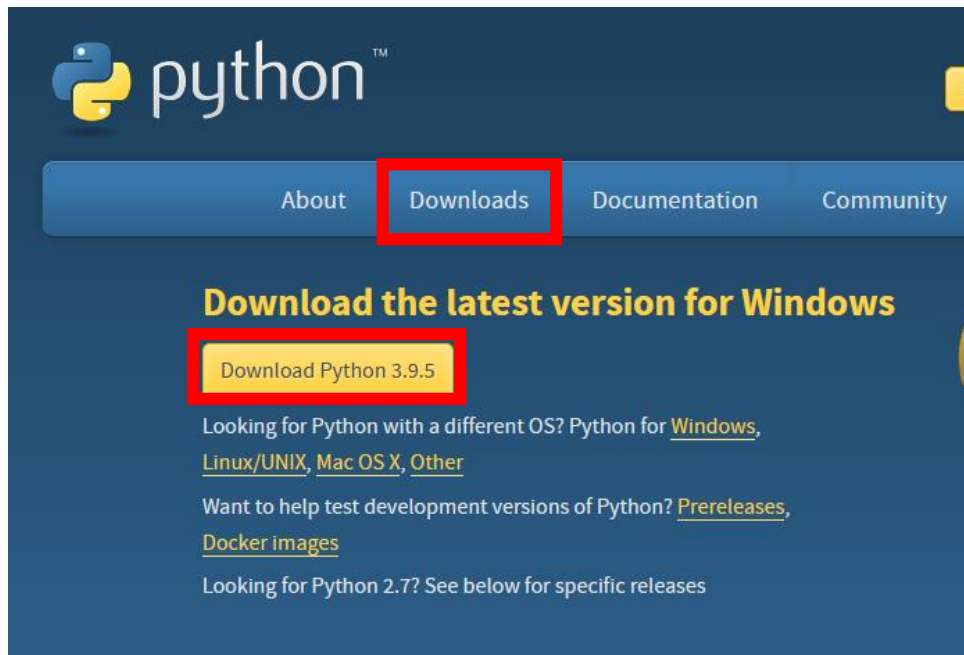 python™
About Downloads Documentation Community
Download the latest version for Windows
Download Python 3.9.5
Looking for Python with a different OS? Python for Windows,
Linux/UNIX, Mac OS X, Other
Want to help test development versions of Python? Prereleases,
Docker images
Looking for Python 2.7? See below for specific releases